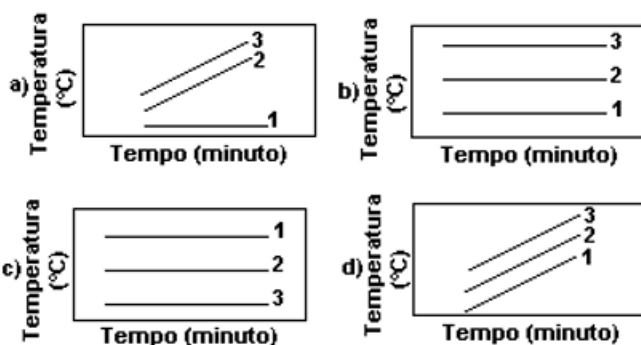 a)
Temperatura
(°C)
3
2
1
Tempo (minuto)
b)
Temperatura
(°C)
3
2
1
Tempo (minuto)
c)
Temperatura
(°C)
1
2
3
Tempo (minuto)
d)
Temperatura
(°C)
3
2
1
Tempo (minuto)